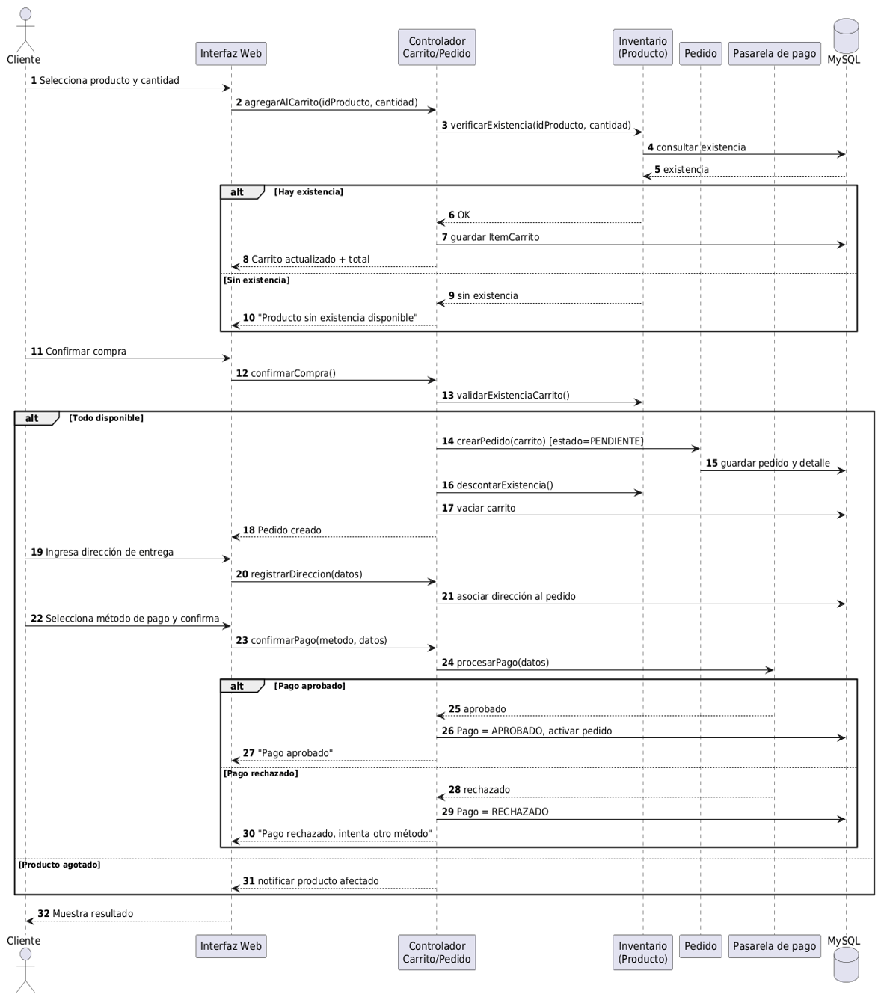 Cliente
Interfaz Web
Controlador
Carrito/Pedido
Inventario
(Producto)
Pedido
Pasarela de pago
MySQL
1 Selecciona producto y cantidad
2 agregarAlCarrito(idProducto, cantidad)
3 verificarExistencia(idProducto, cantidad)
4 consultar existencia
5 existencia
alt [Hay existencia]
6 OK
7 guardar ItemCarrito
8 Carrito actualizado + total
[Sin existencia]
9 sin existencia
10 "Producto sin existencia disponible"
11 Confirmar compra
12 confirmarCompra()
13 validarExistenciaCarrito()
alt [Todo disponible]
14 crearPedido(carrito) [estado=PENDIENTE]
15 guardar pedido y detalle
16 descontarExistencia()
17 vaciar carrito
18 Pedido creado
19 Ingresa dirección de entrega
20 registrarDireccion(datos)
21 asociar dirección al pedido
22 Selecciona método de pago y confirma
23 confirmarPago(metodo, datos)
24 procesarPago(datos)
alt [Pago aprobado]
25 aprobado
26 Pago = APROBADO, activar pedido
27 "Pago aprobado"
[Pago rechazado]
28 rechazado
29 Pago = RECHAZADO
30 "Pago rechazado, intenta otro método"
[Producto agotado]
31 notificar producto afectado
32 Muestra resultado
Cliente
Interfaz Web
Controlador
Carrito/Pedido
Inventario
(Producto)
Pedido
Pasarela de pago
MySQL